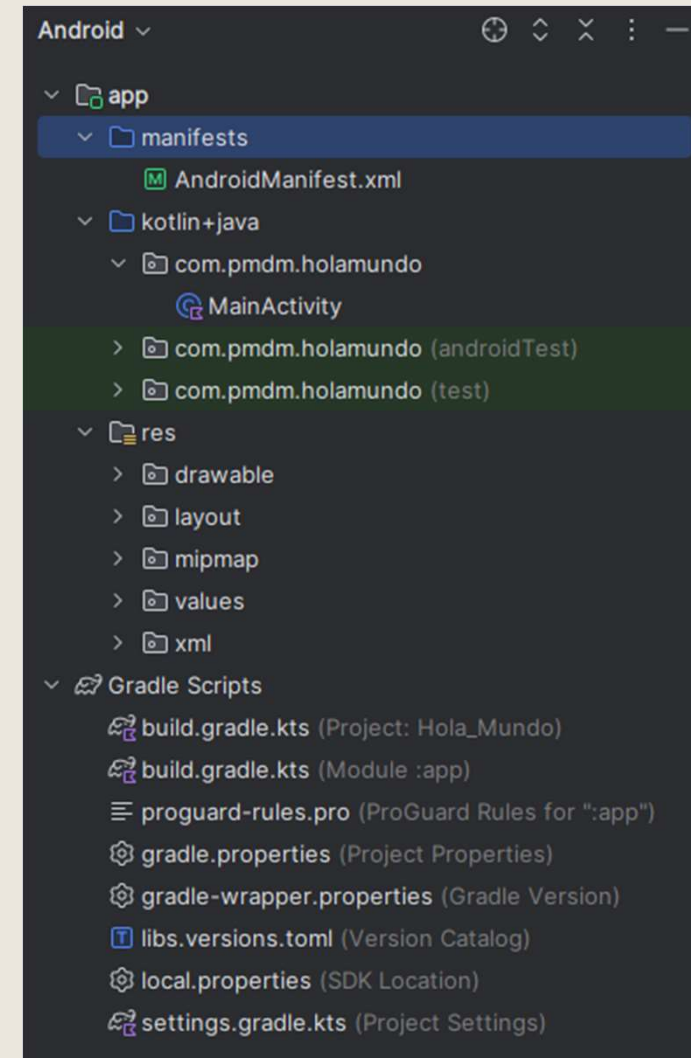 Android
app
manifests
AndroidManifest.xml
kotlin+java
com.pmdm.holamundo
MainActivity
com.pmdm.holamundo (androidTest)
com.pmdm.holamundo (test)
res
drawable
layout
mipmap
values
xml
Gradle Scripts
build.gradle.kts (Project: Hola_Mundo)
build.gradle.kts (Module :app)
proguard-rules.pro (ProGuard Rules for ":app")
gradle.properties (Project Properties)
gradle-wrapper.properties (Gradle Version)
libs.versions.toml (Version Catalog)
local.properties (SDK Location)
settings.gradle.kts (Project Settings)